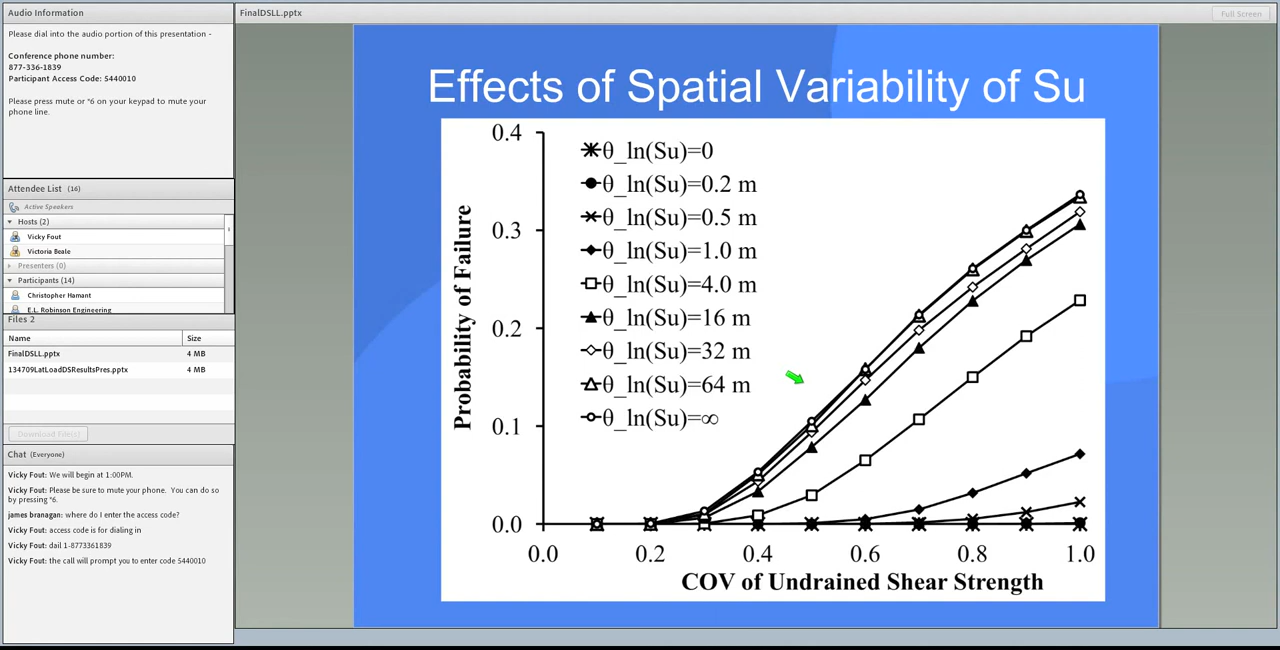 Audio Information
Please dial into the audio portion of this presentation -
Conference phone number:
877-336-1839
Participant Access Code: 5440010
Please press mute or *6 on your keypad to mute your
phone line.
Attendee List (16)
Active Speakers
Hosts (2)
Vicky Fout
Victoria Beale
Presenters (0)
Participants (14)
Christopher Hamant
E.L. Robinson Engineering
Files 2
Name Size
FinalDSLL.pptx 4 MB
134709LatLoadDSResultsPres.pptx 4 MB
Download File(s)
Chat (Everyone)
Vicky Fout: We will begin at 1:00PM.
Vicky Fout: Please be sure to mute your phone. You can do so
by pressing *6.
james branagan: where do I enter the access code?
Vicky Fout: access code is for dialing in
Vicky Fout: dail 1-8773361839
Vicky Fout: the call will prompt you to enter code 5440010
FinalDSLL.pptx
Full Screen
Effects of Spatial Variability of Su
Probability of Failure
0.4
0.3
0.2
0.1
0.0
θ_ln(Su)=0
θ_ln(Su)=0.2 m
θ_ln(Su)=0.5 m
θ_ln(Su)=1.0 m
θ_ln(Su)=4.0 m
θ_ln(Su)=16 m
θ_ln(Su)=32 m
θ_ln(Su)=64 m
θ_ln(Su)=∞
0.0 0.2 0.4 0.6 0.8 1.0
COV of Undrained Shear Strength